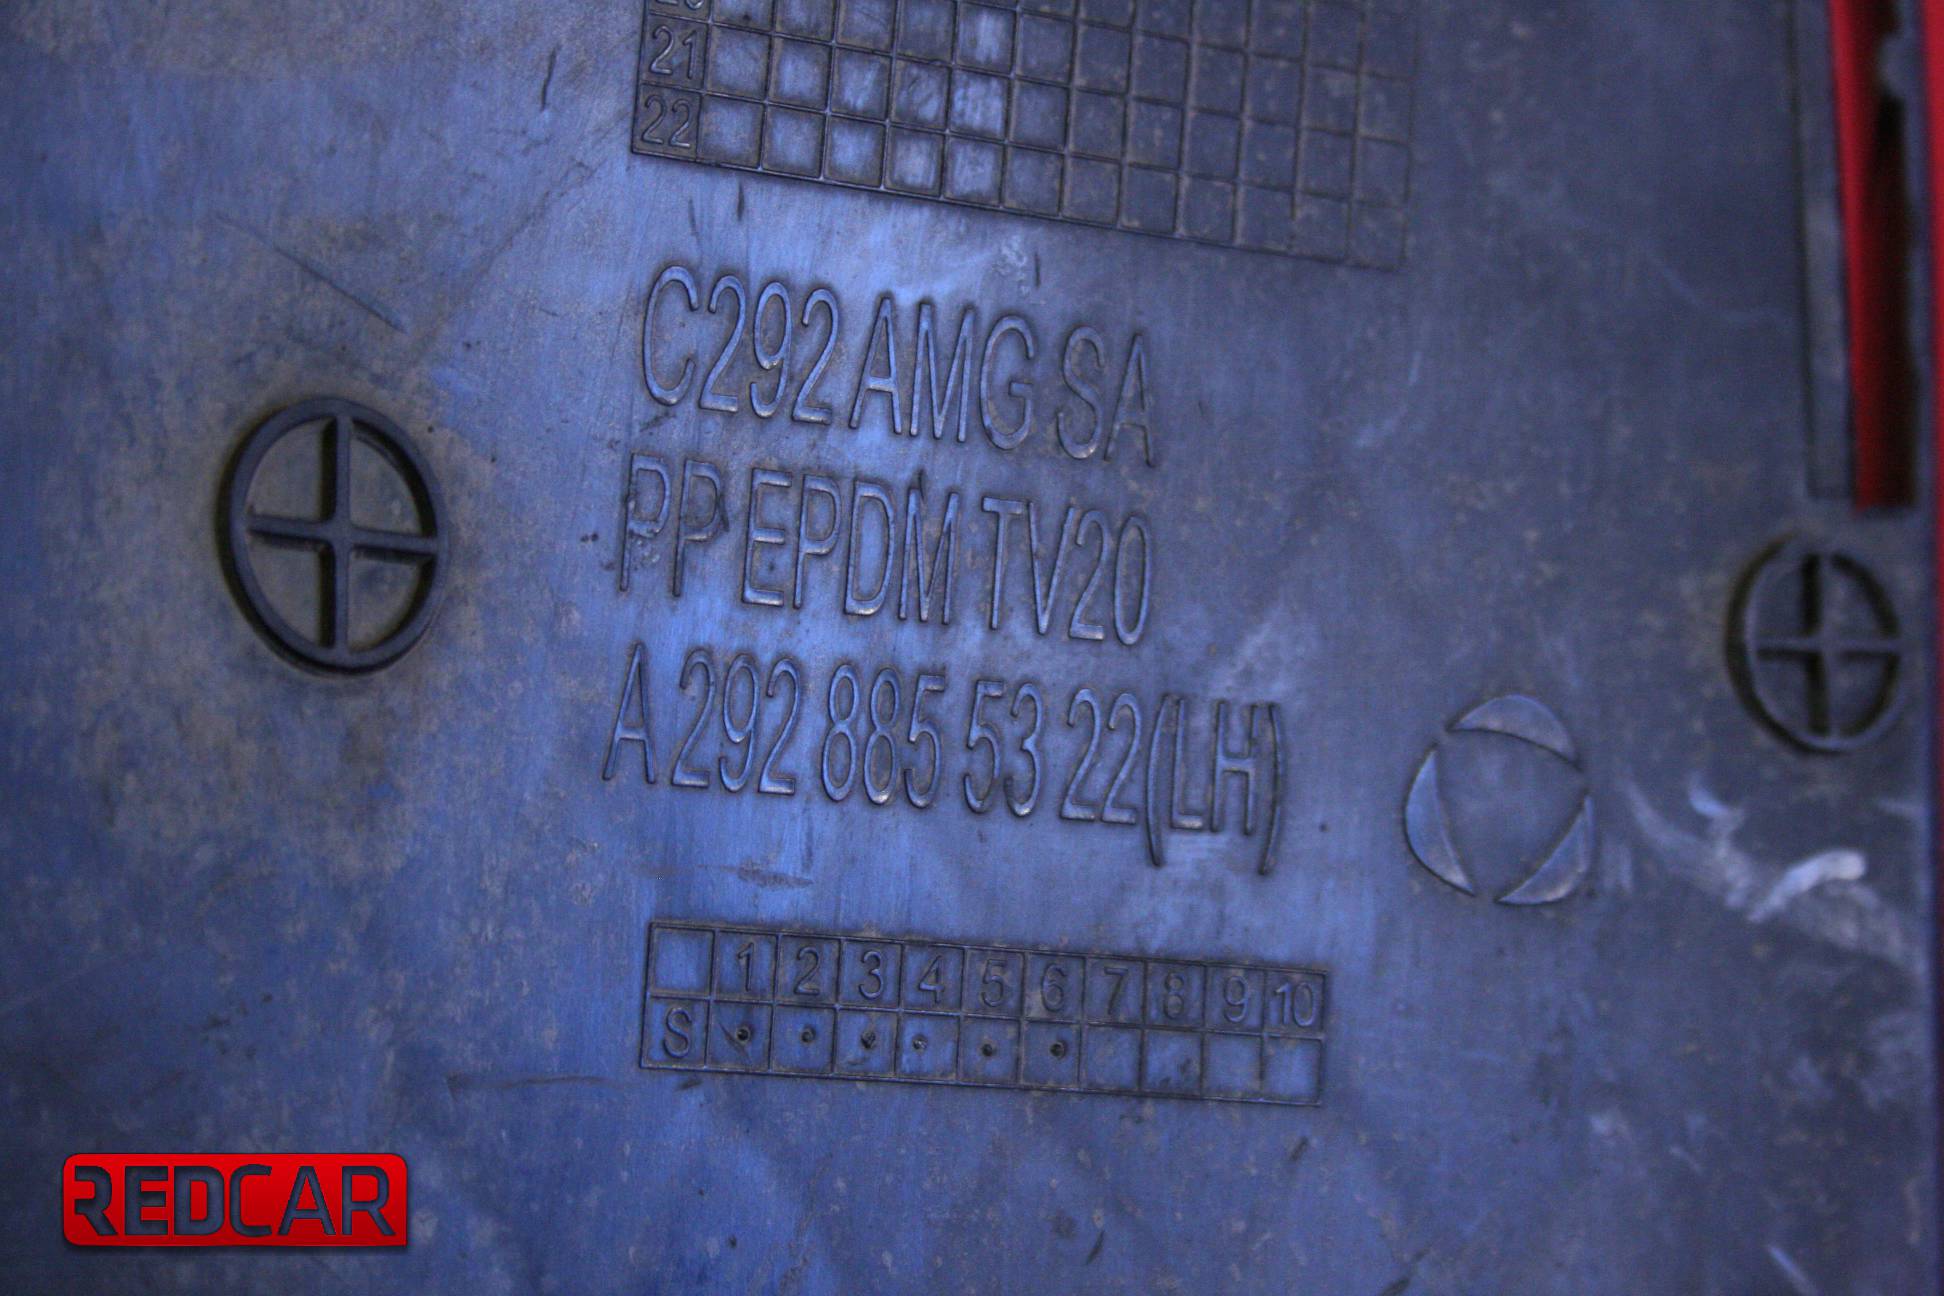 21
22
C292 AMG SA
PP EPDM TV20
A 292 885 53 22(LH)
1 2 3 4 5 6 7 8 9 10
S
REDCAR